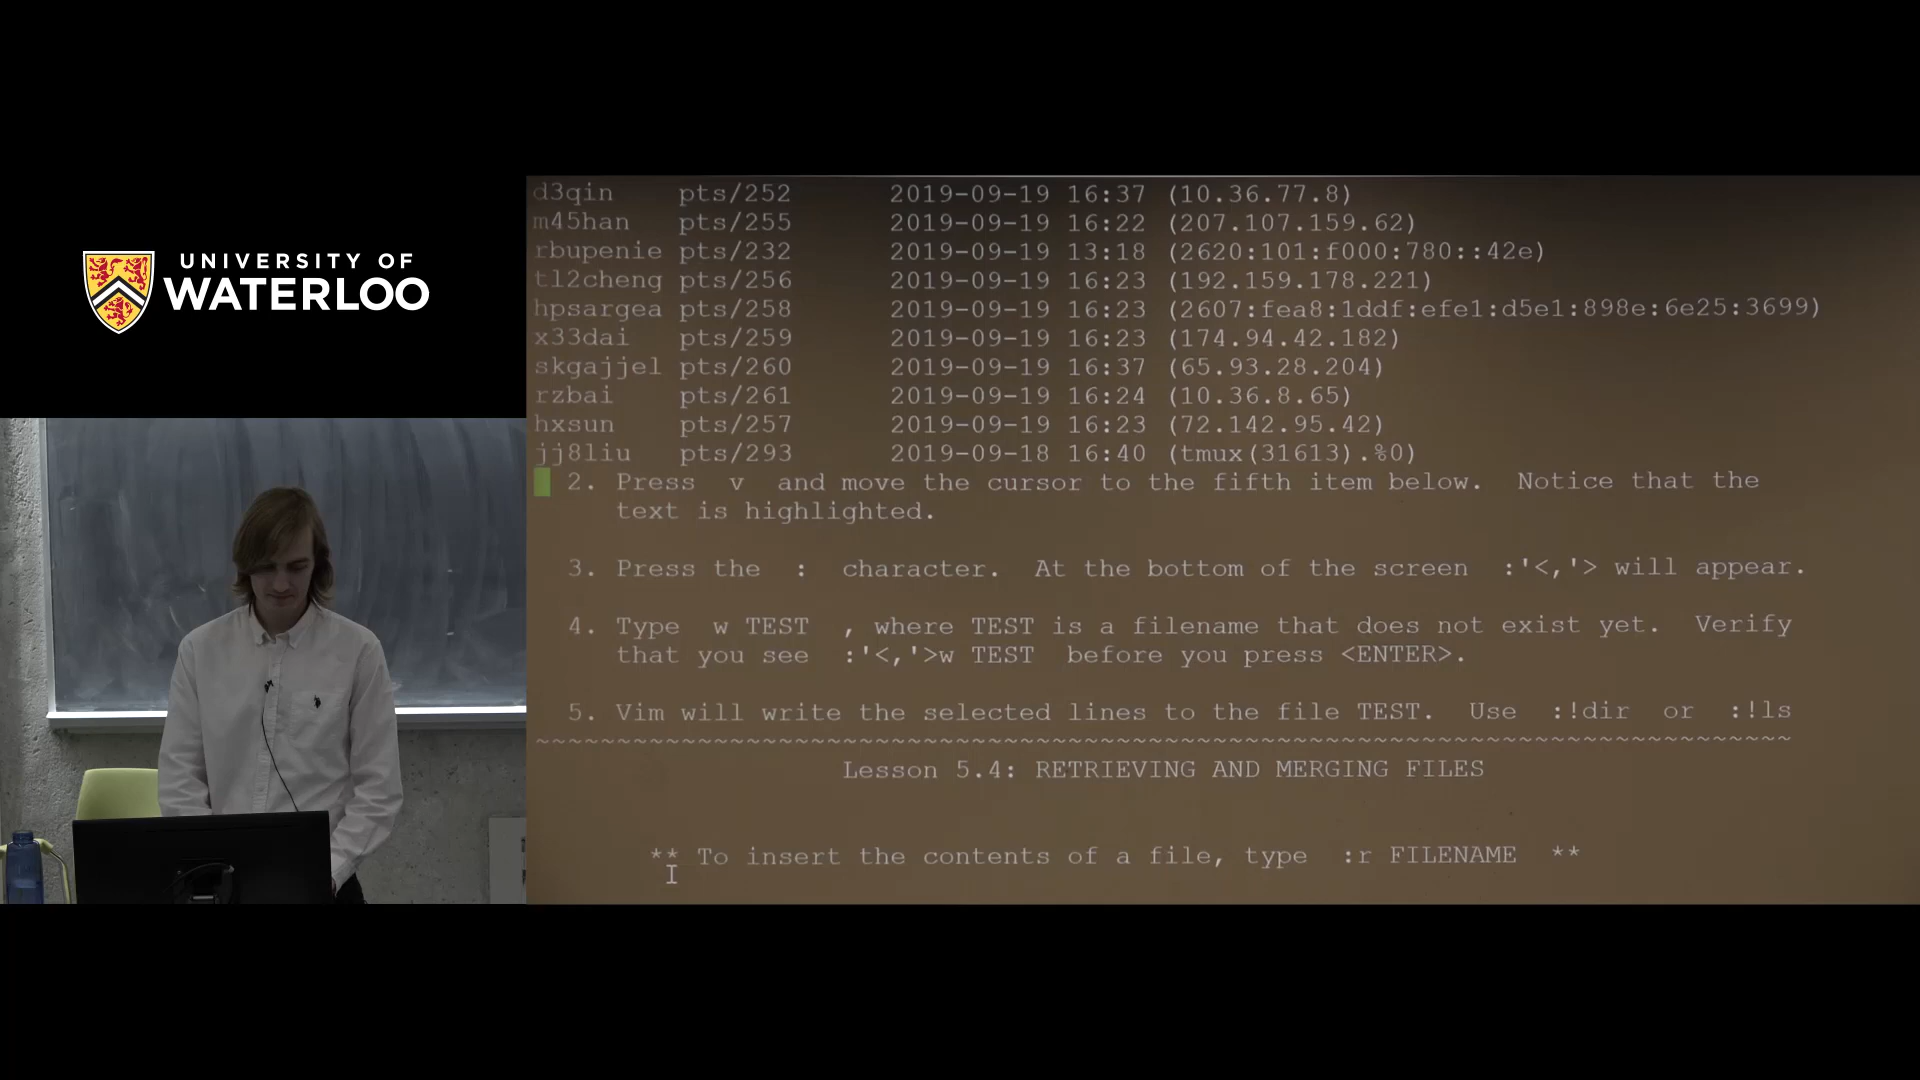 UNIVERSITY OF
WATERLOO
d3qin pts/252 2019-09-19 16:37 (10.36.77.8)
m45han pts/255 2019-09-19 16:22 (207.107.159.62)
rbupenie pts/232 2019-09-19 13:18 (2620:101:f000:780::42e)
tl2cheng pts/256 2019-09-19 16:23 (192.159.178.221)
hpsargea pts/258 2019-09-19 16:23 (2607:fea8:1ddf:efe1:d5e1:898e:6e25:3699)
x33dai pts/259 2019-09-19 16:23 (174.94.42.182)
skgajjel pts/260 2019-09-19 16:37 (65.93.28.204)
rzbai pts/261 2019-09-19 16:24 (10.36.8.65)
hxsun pts/257 2019-09-19 16:23 (72.142.95.42)
jj8liu pts/293 2019-09-18 16:40 (tmux(31613).%0)
2. Press v and move the cursor to the fifth item below. Notice that the
text is highlighted.
3. Press the : character. At the bottom of the screen :'<,'> will appear.
4. Type w TEST , where TEST is a filename that does not exist yet. Verify
that you see :'<,'>w TEST before you press <ENTER>.
5. Vim will write the selected lines to the file TEST. Use :!dir or :!ls
~~~~~~~~~~~~~~~~~~~~~~~~~~~~~~~~~~~~~~~~~~~~~~~~~~~~~~~~~~~~~~~~~~~~~~~~~~~~~~
Lesson 5.4: RETRIEVING AND MERGING FILES
** To insert the contents of a file, type :r FILENAME **